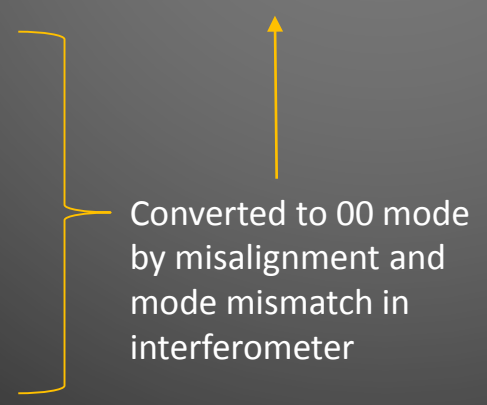 Converted to 00 mode
by misalignment and
mode mismatch in
interferometer